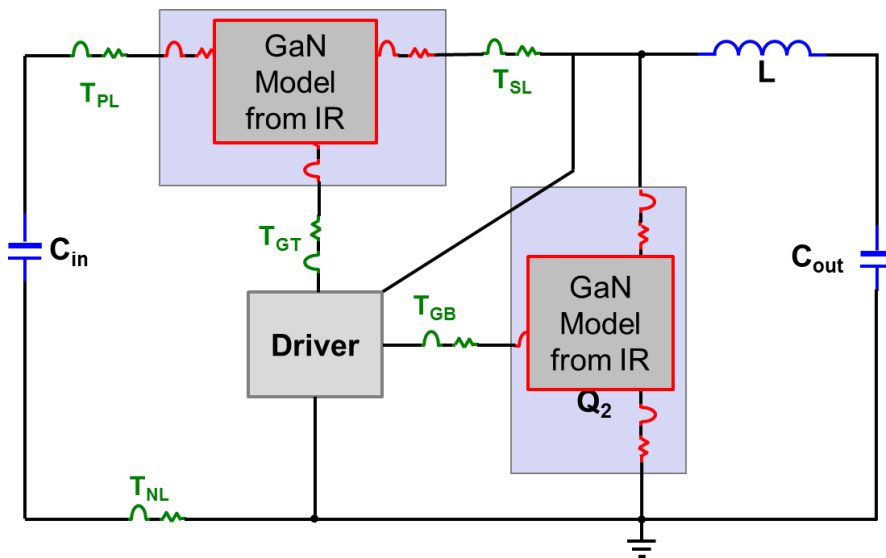 GaN
Model
from IR
T_PL
T_SL
L
T_GT
C_in
C_out
GaN
Model
from IR
T_GB
Driver
Q_2
T_NL